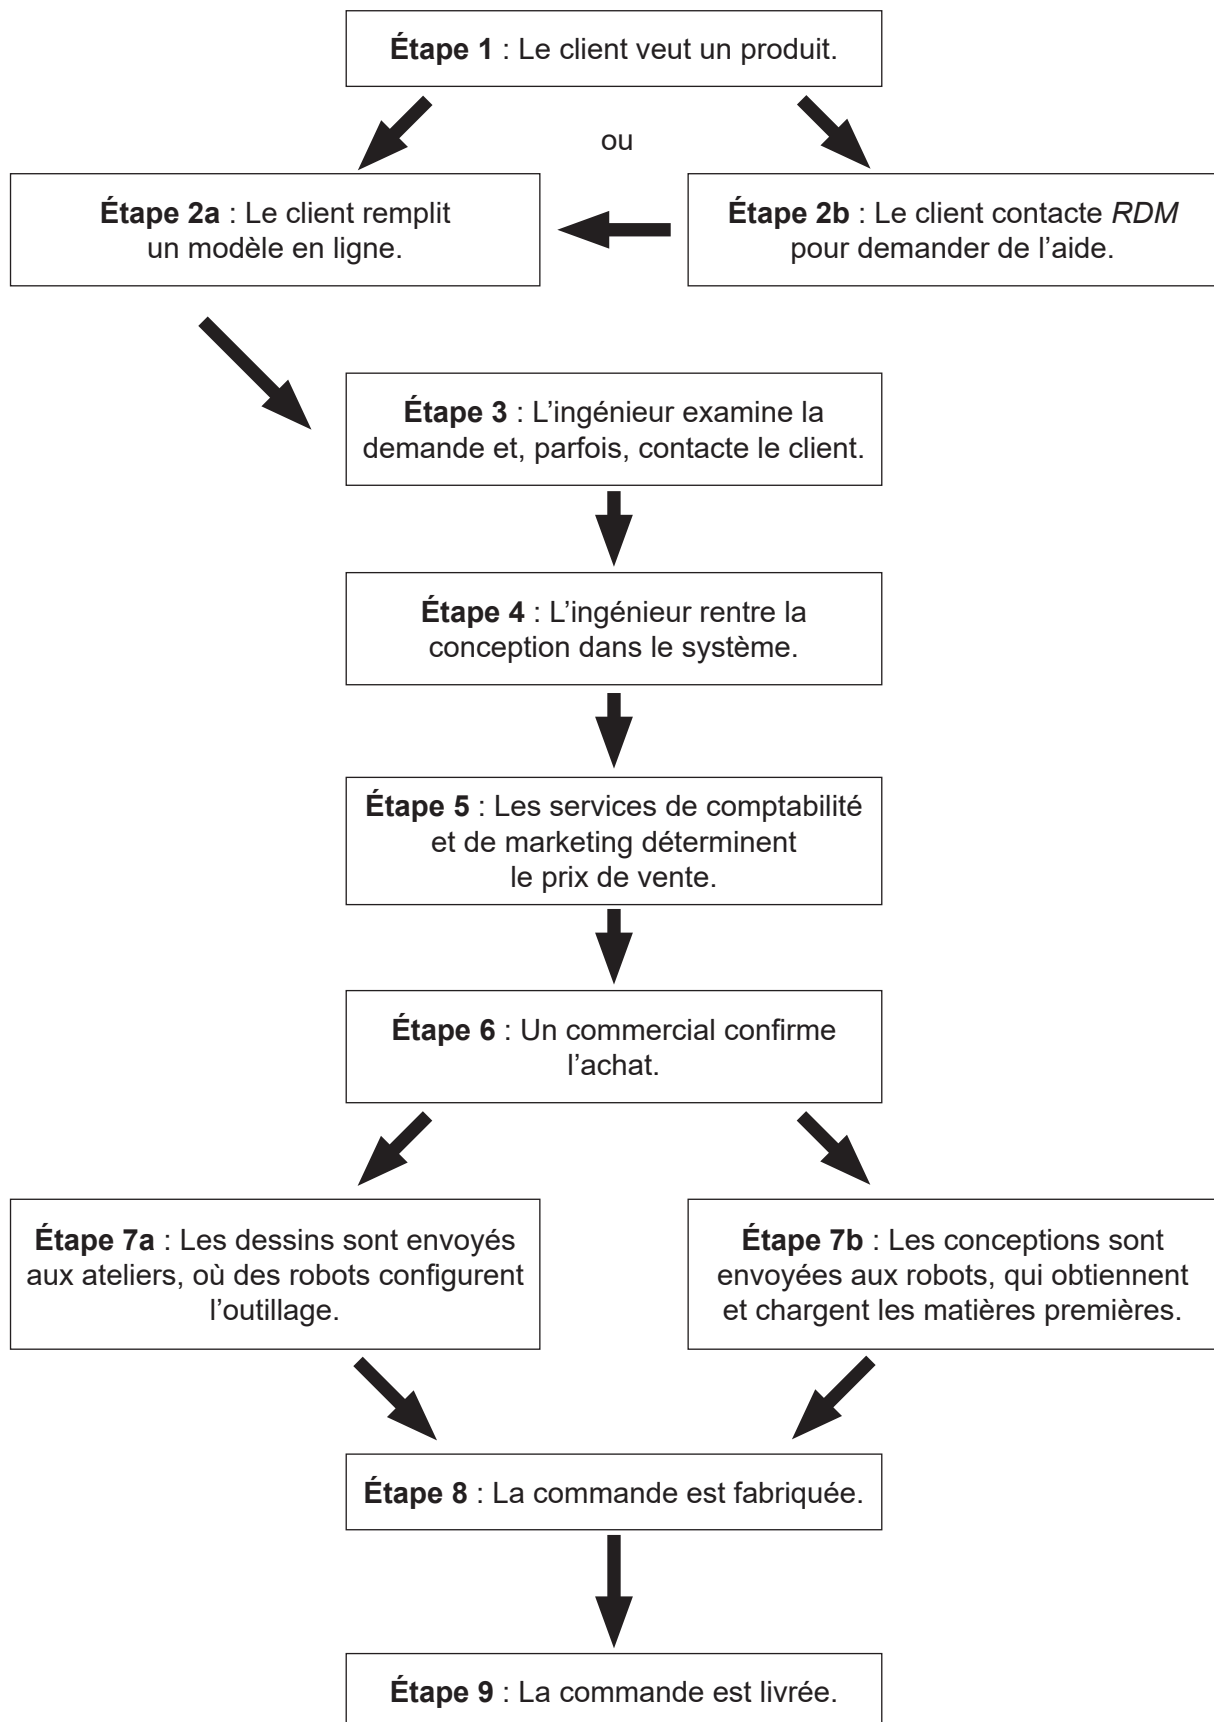 Étape 1 : Le client veut un produit.
ou
Étape 2a : Le client remplit
un modèle en ligne.
Étape 2b : Le client contacte RDM
pour demander de l’aide.
Étape 3 : L’ingénieur examine la
demande et, parfois, contacte le client.
Étape 4 : L’ingénieur rentre la
conception dans le système.
Étape 5 : Les services de comptabilité
et de marketing déterminent
le prix de vente.
Étape 6 : Un commercial confirme
l’achat.
Étape 7a : Les dessins sont envoyés
aux ateliers, où des robots configurent
l’outillage.
Étape 7b : Les conceptions sont
envoyées aux robots, qui obtiennent
et chargent les matières premières.
Étape 8 : La commande est fabriquée.
Étape 9 : La commande est livrée.